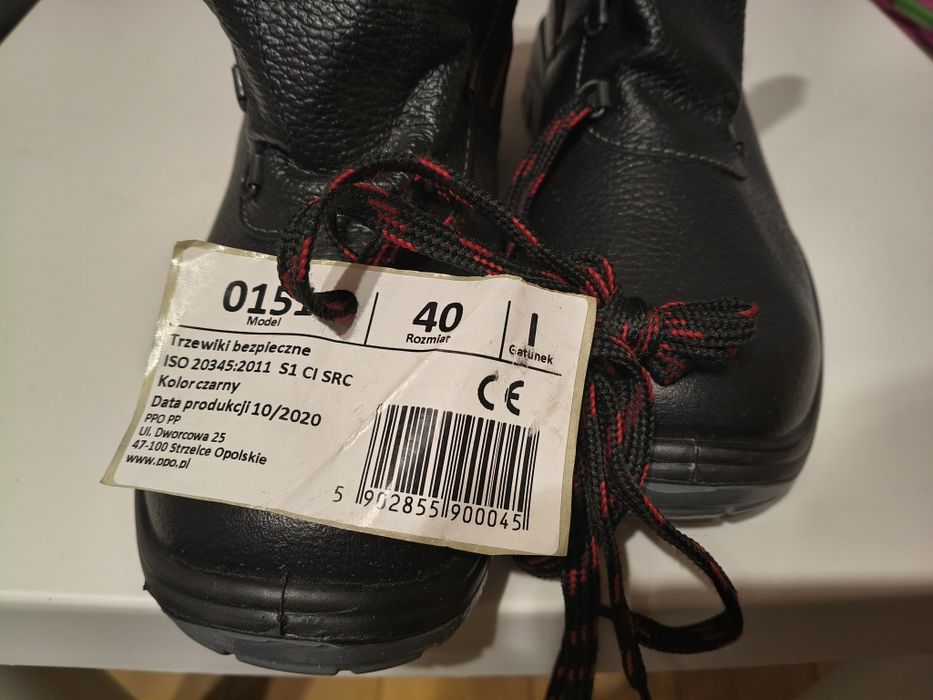 40
I
Model
Rozmiar
Gatunek
Trzewiki bezpieczne
ISO 20345:2011 S1 CI SRC
Kolor czarny
Data produkcji 10/2020
PPO PP
Ul. Dworcowa 25
47-100 Strzelce Opolskie
www.ppo.pl
CE
5 902855 900045